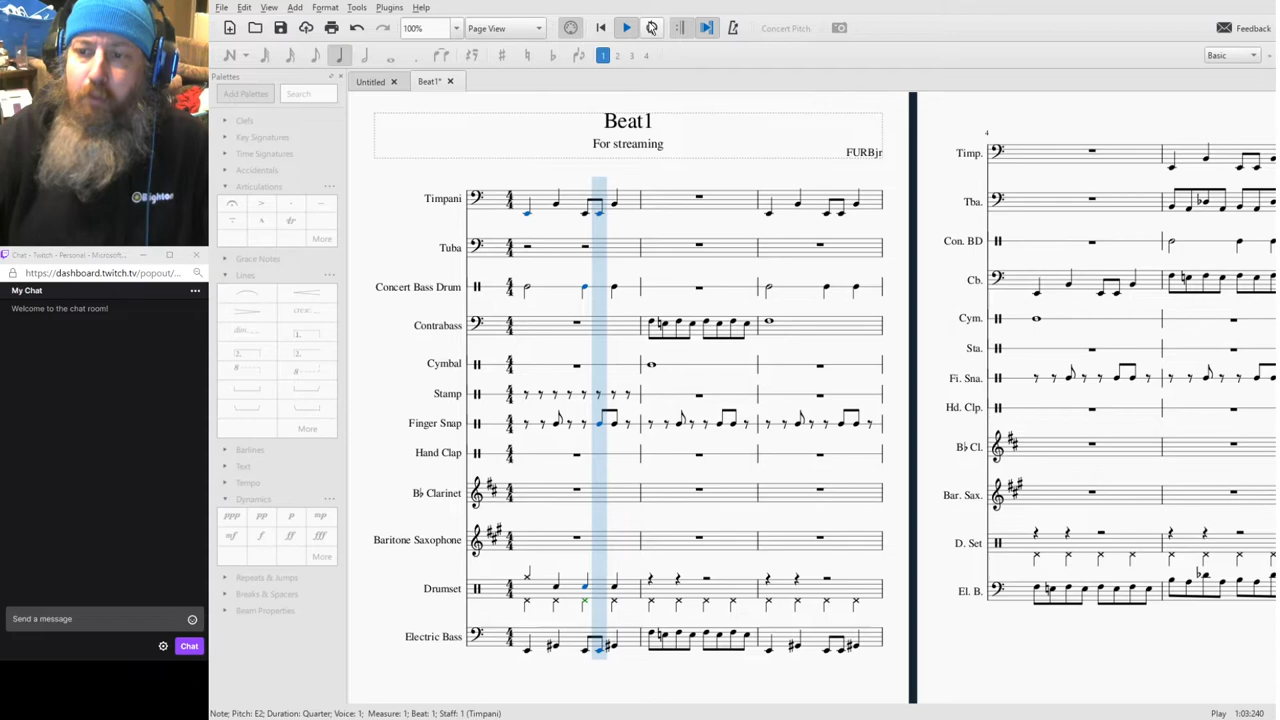 File Edit View Add Format Tools Plugins Help
100% Page View Concert Pitch Feedback
1 2 3 4 Basic
Palettes
Untitled Beat1*
Add Palettes Search
Clefs
Key Signatures
Time Signatures
Accidentals
Articulations
More
Grace Notes
Lines
More
Barlines
Text
Tempo
Dynamics
ppp pp p mp
mf f ff fff
More
Repeats & Jumps
Breaks & Spacers
Beam Properties
Brighton
Chat - Twitch - Personal - Microsoft...
https://dashboard.twitch.tv/popout/...
My Chat
Welcome to the chat room!
Send a message
Chat
Beat1
For streaming
FURBjr
Timpani
Tuba
Concert Bass Drum
Contrabass
Cymbal
Stamp
Finger Snap
Hand Clap
B♭ Clarinet
Baritone Saxophone
Drumset
Electric Bass
4
Timp.
Tba.
Con. BD
Cb.
Cym.
Sta.
Fi. Sna.
Hd. Clp.
B♭ Cl.
Bar. Sax.
D. Set
El. B.
Note; Pitch: E2; Duration: Quarter; Voice: 1; Measure: 1; Beat: 1; Staff: 1 (Timpani)
Play 1:03:240